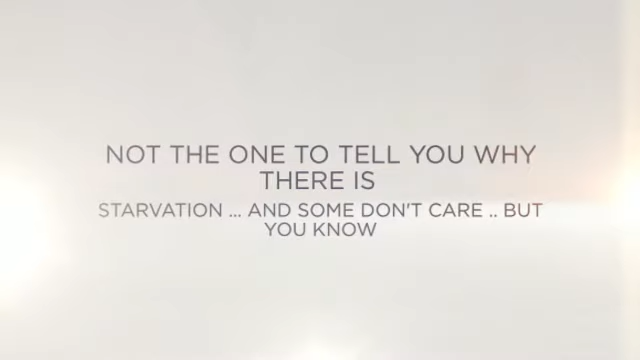 NOT THE ONE TO TELL YOU WHY
THERE IS
STARVATION ... AND SOME DON'T CARE .. BUT
YOU KNOW